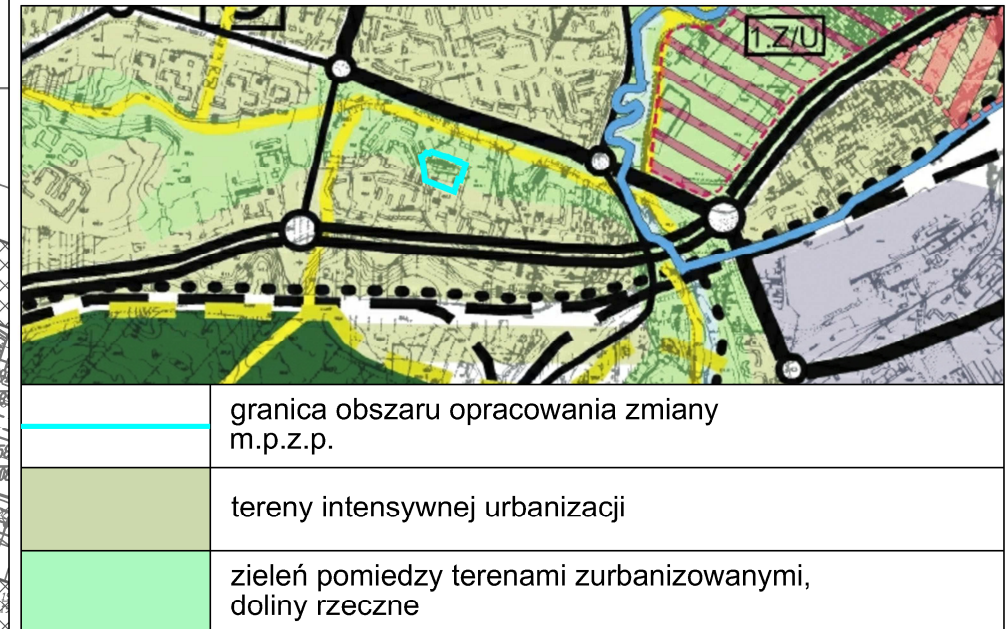 1.Z/U
granica obszaru opracowania zmiany
m.p.z.p.
tereny intensywnej urbanizacji
zieleń pomiedzy terenami zurbanizowanymi,
doliny rzeczne